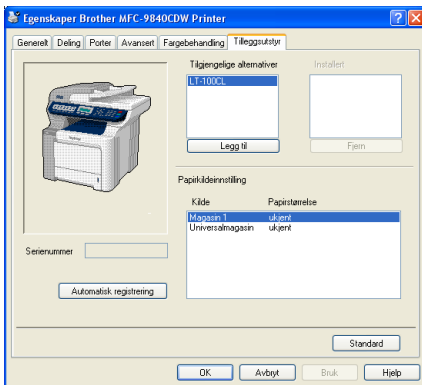 Egenskaper Brother MFC-9840CDW Printer
Generelt Deling Porter Avansert Fargebehandling Tilleggsutstyr
Tilgjengelige alternativer Installert
LT-100CL
Legg til Fjern
Papirkildeinnstilling
Kilde Papirstørrelse
Magasin 1 ukjent
Universalmagasin ukjent
Serienummer
Automatisk registrering
Standard
OK Avbryt Bruk Hjelp